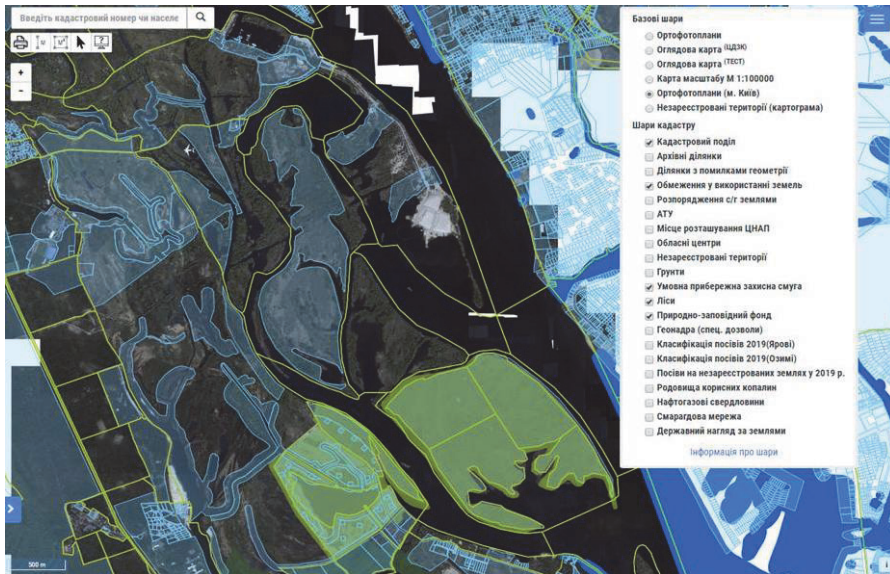 Введіть кадастровий номер чи населе
+
−
500 m
Базові шари
Ортофотоплани
Оглядова карта (ЦДЗК)
Оглядова карта (ТЕСТ)
Карта масштабу М 1:100000
Ортофотоплани (м. Київ)
Незареєстровані території (картограма)
Шари кадастру
Кадастровий поділ
Архівні ділянки
Ділянки з помилками геометрії
Обмеження у використанні земель
Розпорядження с/г землями
АТУ
Місце розташування ЦНАП
Обласні центри
Незареєстровані території
Грунти
Умовна прибережна захисна смуга
Ліси
Природно-заповідний фонд
Геонадра (спец. дозволи)
Класифікація посівів 2019(Ярові)
Класифікація посівів 2019(Озимі)
Посіви на незареєстрованих землях у 2019 р.
Родовища корисних копалин
Нафтогазові свердловини
Смарагдова мережа
Державний нагляд за землями
Інформація про шари